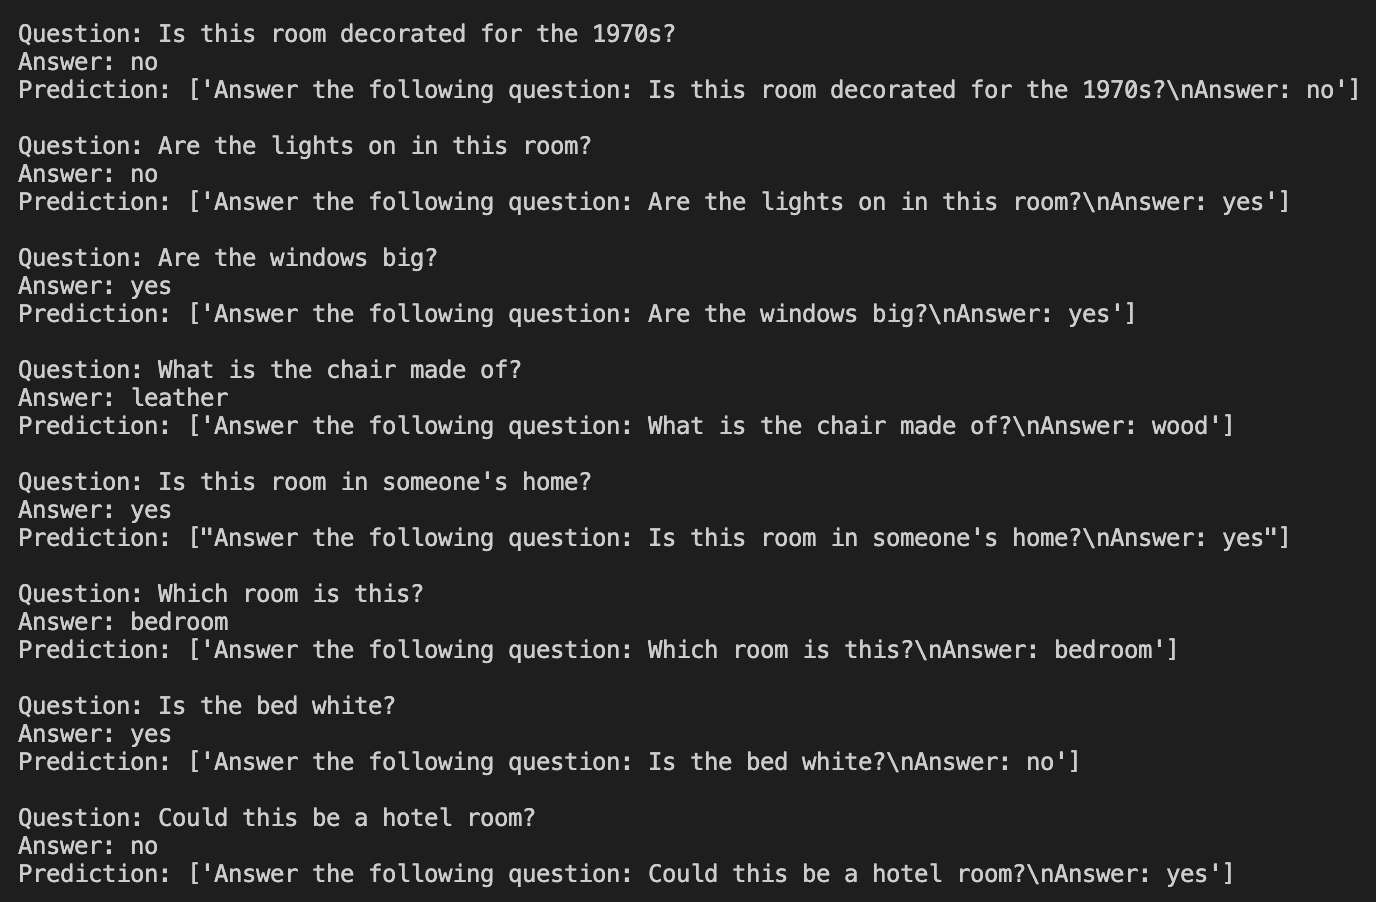 Question: Is this room decorated for the 1970s?
Answer: no
Prediction: ['Answer the following question: Is this room decorated for the 1970s?\nAnswer: no']
Question: Are the lights on in this room?
Answer: no
Prediction: ['Answer the following question: Are the lights on in this room?\nAnswer: yes']
Question: Are the windows big?
Answer: yes
Prediction: ['Answer the following question: Are the windows big?\nAnswer: yes']
Question: What is the chair made of?
Answer: leather
Prediction: ['Answer the following question: What is the chair made of?\nAnswer: wood']
Question: Is this room in someone's home?
Answer: yes
Prediction: ["Answer the following question: Is this room in someone's home?\nAnswer: yes"]
Question: Which room is this?
Answer: bedroom
Prediction: ['Answer the following question: Which room is this?\nAnswer: bedroom']
Question: Is the bed white?
Answer: yes
Prediction: ['Answer the following question: Is the bed white?\nAnswer: no']
Question: Could this be a hotel room?
Answer: no
Prediction: ['Answer the following question: Could this be a hotel room?\nAnswer: yes']